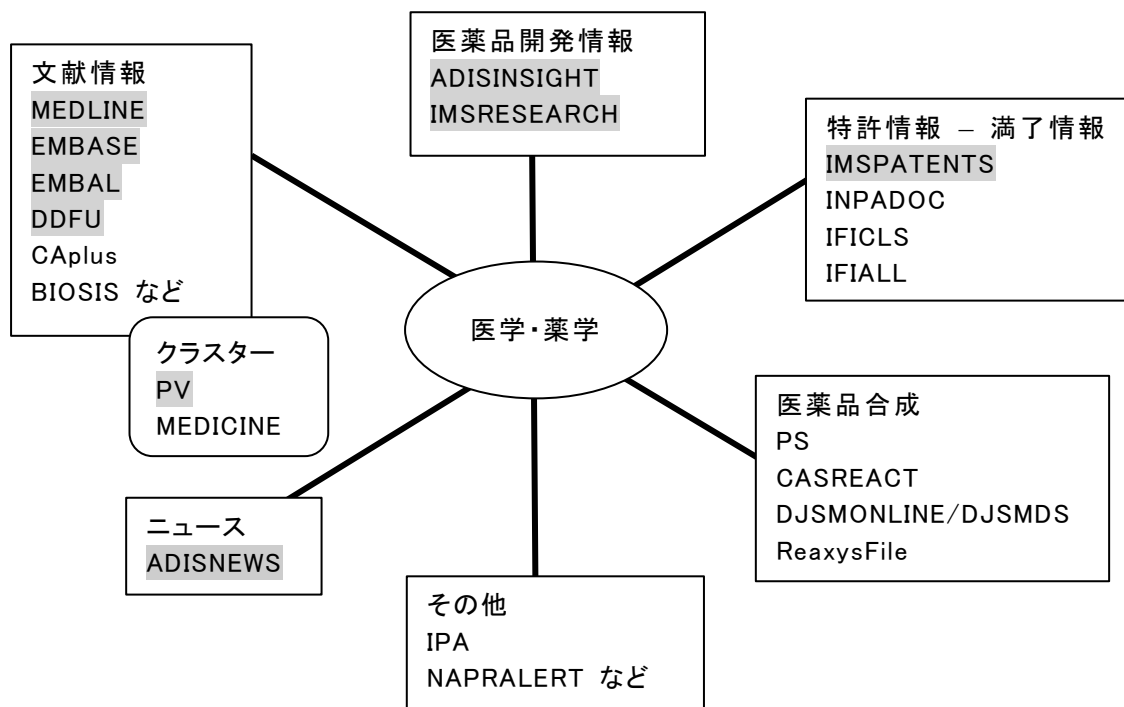 医薬品開発情報
ADISINSIGHT
IMSRESEARCH
文献情報
MEDLINE
EMBASE
EMBAL
DDFU
CAplus
BIOSIS など
クラスター
PV
MEDICINE
特許情報 – 満了情報
IMSPATENTS
INPADOC
IFICLS
IFIALL
医学・薬学
医薬品合成
PS
CASREACT
DJSMONLINE/DJSMDS
ReaxysFile
ニュース
ADISNEWS
その他
IPA
NAPRALERT など